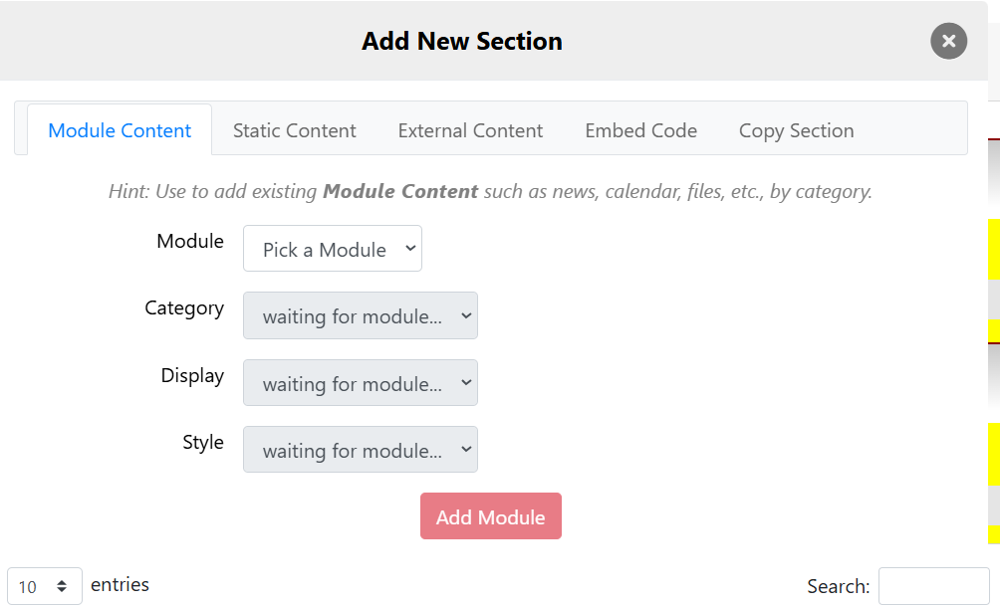 Add New Section
Module Content Static Content External Content Embed Code Copy Section
Hint: Use to add existing Module Content such as news, calendar, files, etc., by category.
Module Pick a Module
Category waiting for module...
Display waiting for module...
Style waiting for module...
Add Module
10 entries Search: